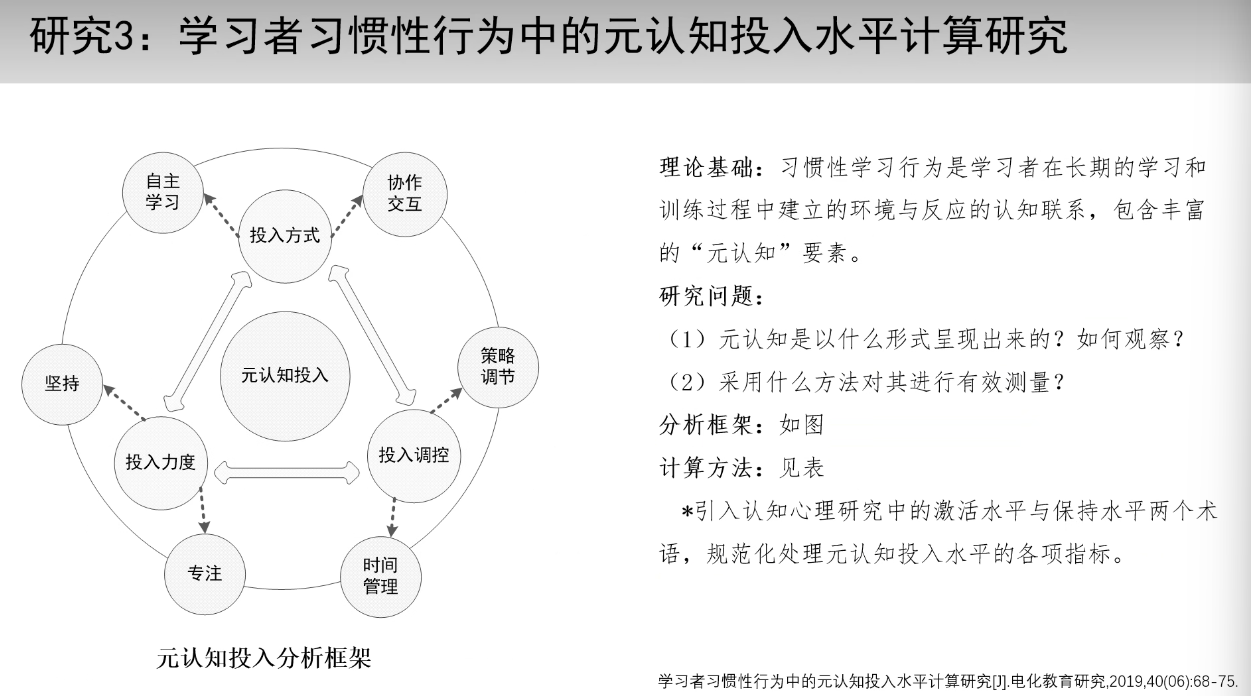 研究3：学习者习惯性行为中的元认知投入水平计算研究
自主
学习
协作
交互
投入方式
元认知投入
策略
调节
坚持
投入力度
投入调控
专注
时间
管理
元认知投入分析框架
理论基础：习惯性学习行为是学习者在长期的学习和
训练过程中建立的环境与反应的认知联系，包含丰富
的“元认知”要素。
研究问题：
（1）元认知是以什么形式呈现出来的？如何观察？
（2）采用什么方法对其进行有效测量？
分析框架：如图
计算方法：见表
*引入认知心理研究中的激活水平与保持水平两个术
语，规范化处理元认知投入水平的各项指标。
学习者习惯性行为中的元认知投入水平计算研究[J].电化教育研究,2019,40(06):68-75.